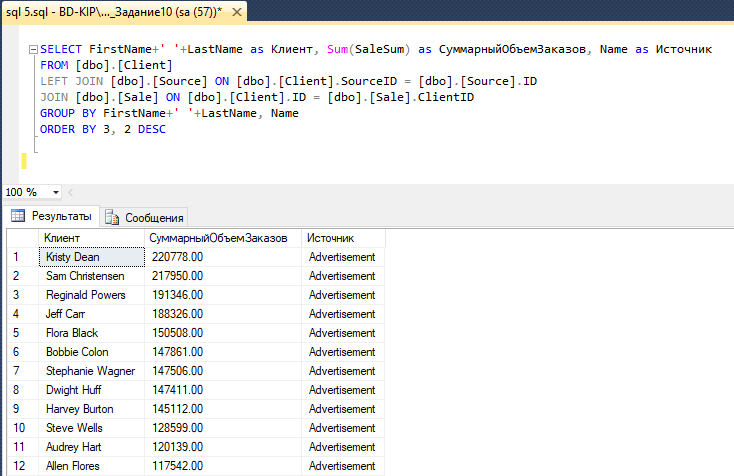 sql 5.sql - BD-KIP\..._Задание10 (sa (57))*
SELECT FirstName+' '+LastName as Клиент, Sum(SaleSum) as СуммарныйОбъемЗаказов, Name as Источник
FROM [dbo].[Client]
LEFT JOIN [dbo].[Source] ON [dbo].[Client].SourceID = [dbo].[Source].ID
JOIN [dbo].[Sale] ON [dbo].[Client].ID = [dbo].[Sale].ClientID
GROUP BY FirstName+' '+LastName, Name
ORDER BY 3, 2 DESC
100 %
Результаты Сообщения
Клиент СуммарныйОбъемЗаказов Источник
1 Kristy Dean 220778.00 Advertisement
2 Sam Christensen 217950.00 Advertisement
3 Reginald Powers 191346.00 Advertisement
4 Jeff Carr 188326.00 Advertisement
5 Flora Black 150508.00 Advertisement
6 Bobbie Colon 147861.00 Advertisement
7 Stephanie Wagner 147506.00 Advertisement
8 Dwight Huff 147411.00 Advertisement
9 Harvey Burton 145112.00 Advertisement
10 Steve Wells 128599.00 Advertisement
11 Audrey Hart 120139.00 Advertisement
12 Allen Flores 117542.00 Advertisement